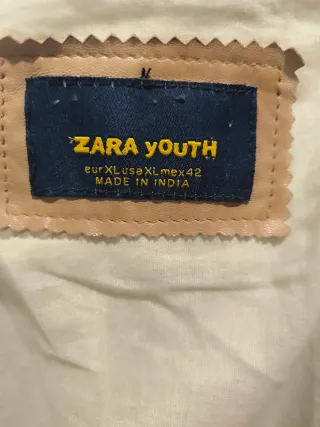 ZARA YOUTH
eurXLusaXLmex42
MADE IN INDIA